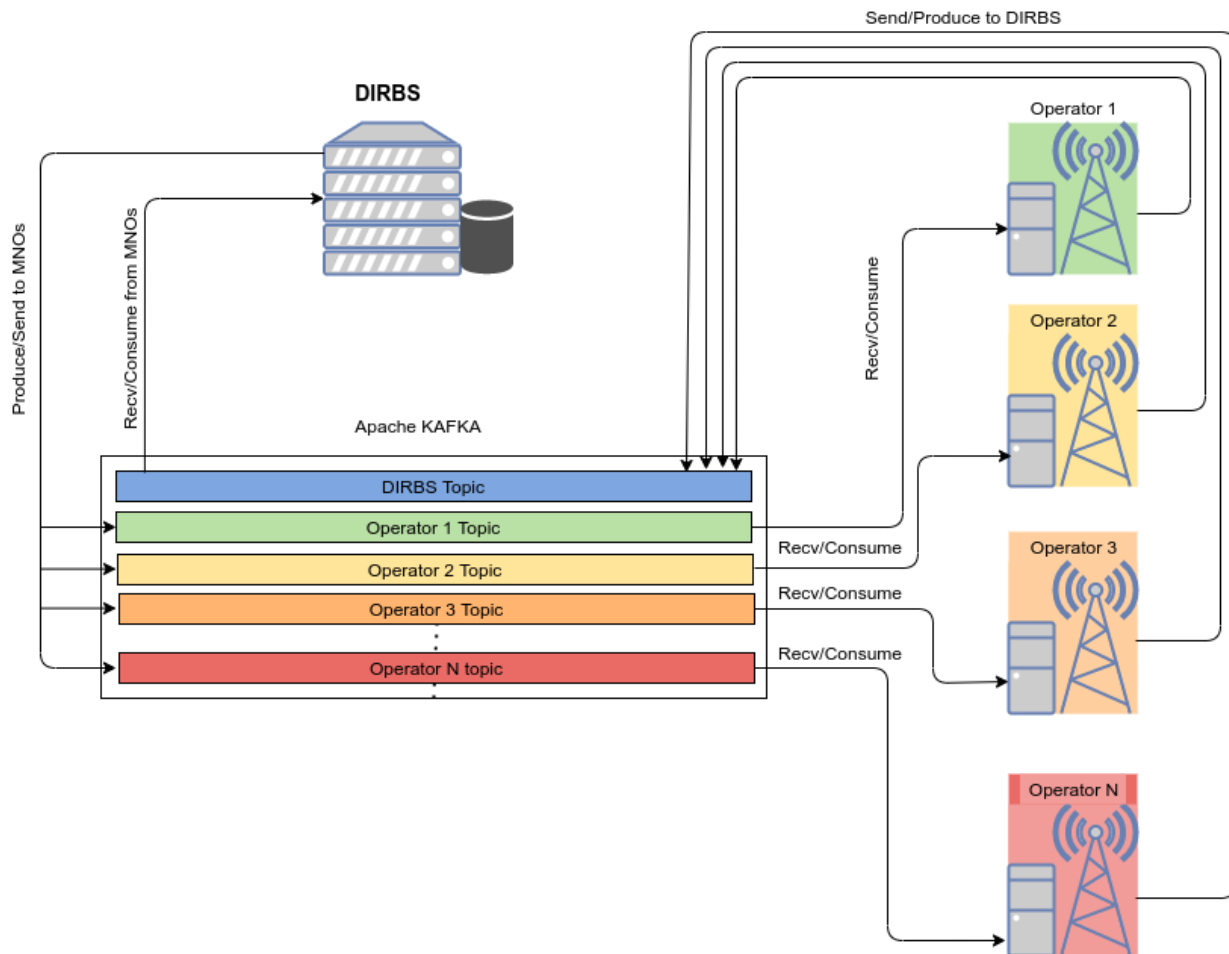 Send/Produce to DIRBS
DIRBS
Operator 1
Produce/Send to MNOs
Recv/Consume from MNOs
Recv/Consume
Operator 2
Apache KAFKA
DIRBS Topic
Operator 1 Topic
Recv/Consume
Operator 3
Operator 2 Topic
Recv/Consume
Operator 3 Topic
Recv/Consume
Operator N topic
Operator N